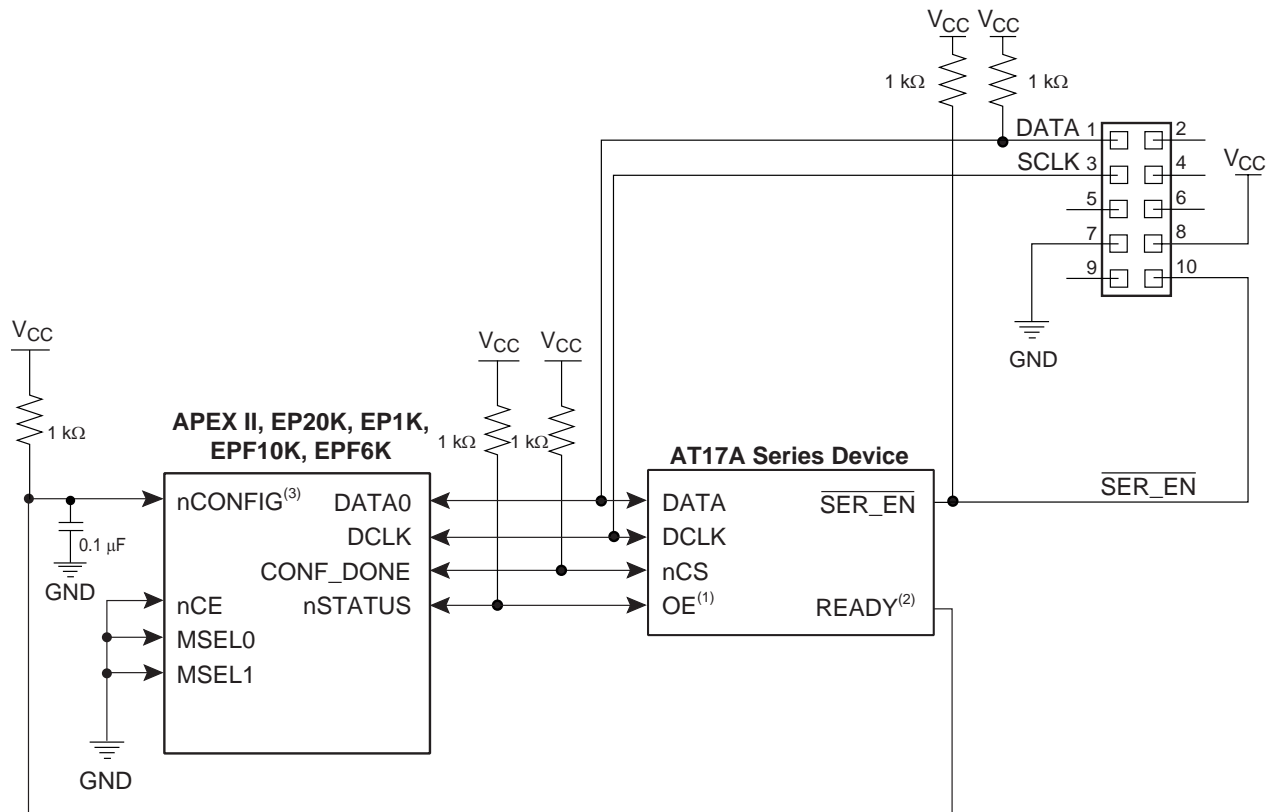 VCC VCC
1 kΩ 1 kΩ
DATA 1 2
SCLK 3 4
VCC
5 6
7 8
9 10
GND
VCC
1 kΩ
VCC VCC
1 kΩ 1 kΩ
APEX II, EP20K, EP1K,
EPF10K, EPF6K
AT17A Series Device
nCONFIG(3) DATA0
DCLK
CONF_DONE
nCE nSTATUS
MSEL0
MSEL1
0.1 µF
GND
GND
DATA SER_EN
DCLK
nCS
OE(1) READY(2)
SER_EN